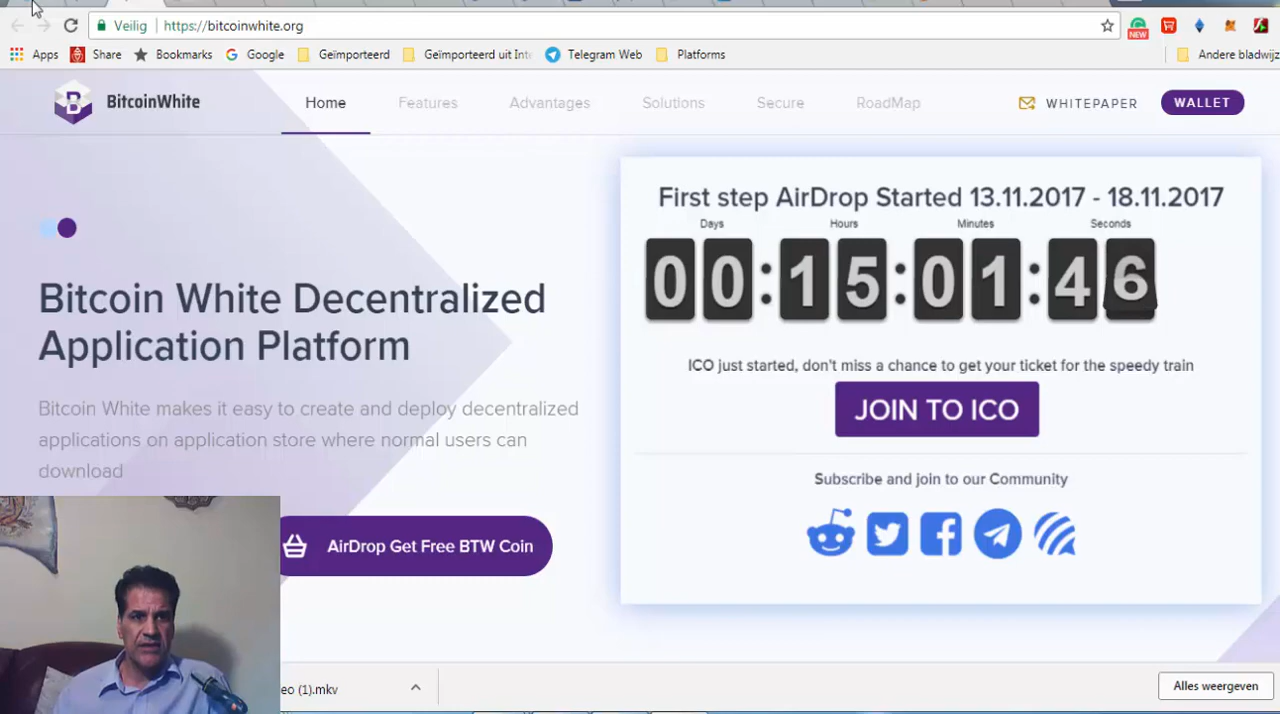 Veilig https://bitcoinwhite.org
NEW
Apps Share Bookmarks Google Geïmporteerd Geïmporteerd uit Inte Telegram Web Platforms Andere bladwijz
BitcoinWhite Home Features Advantages Solutions Secure RoadMap WHITEPAPER WALLET
First step AirDrop Started 13.11.2017 - 18.11.2017
Days Hours Minutes Seconds
00:15:01:46
Bitcoin White Decentralized
Application Platform
ICO just started, don't miss a chance to get your ticket for the speedy train
JOIN TO ICO
Bitcoin White makes it easy to create and deploy decentralized
applications on application store where normal users can
download
Subscribe and join to our Community
AirDrop Get Free BTW Coin
eo (1).mkv
Alles weergeven